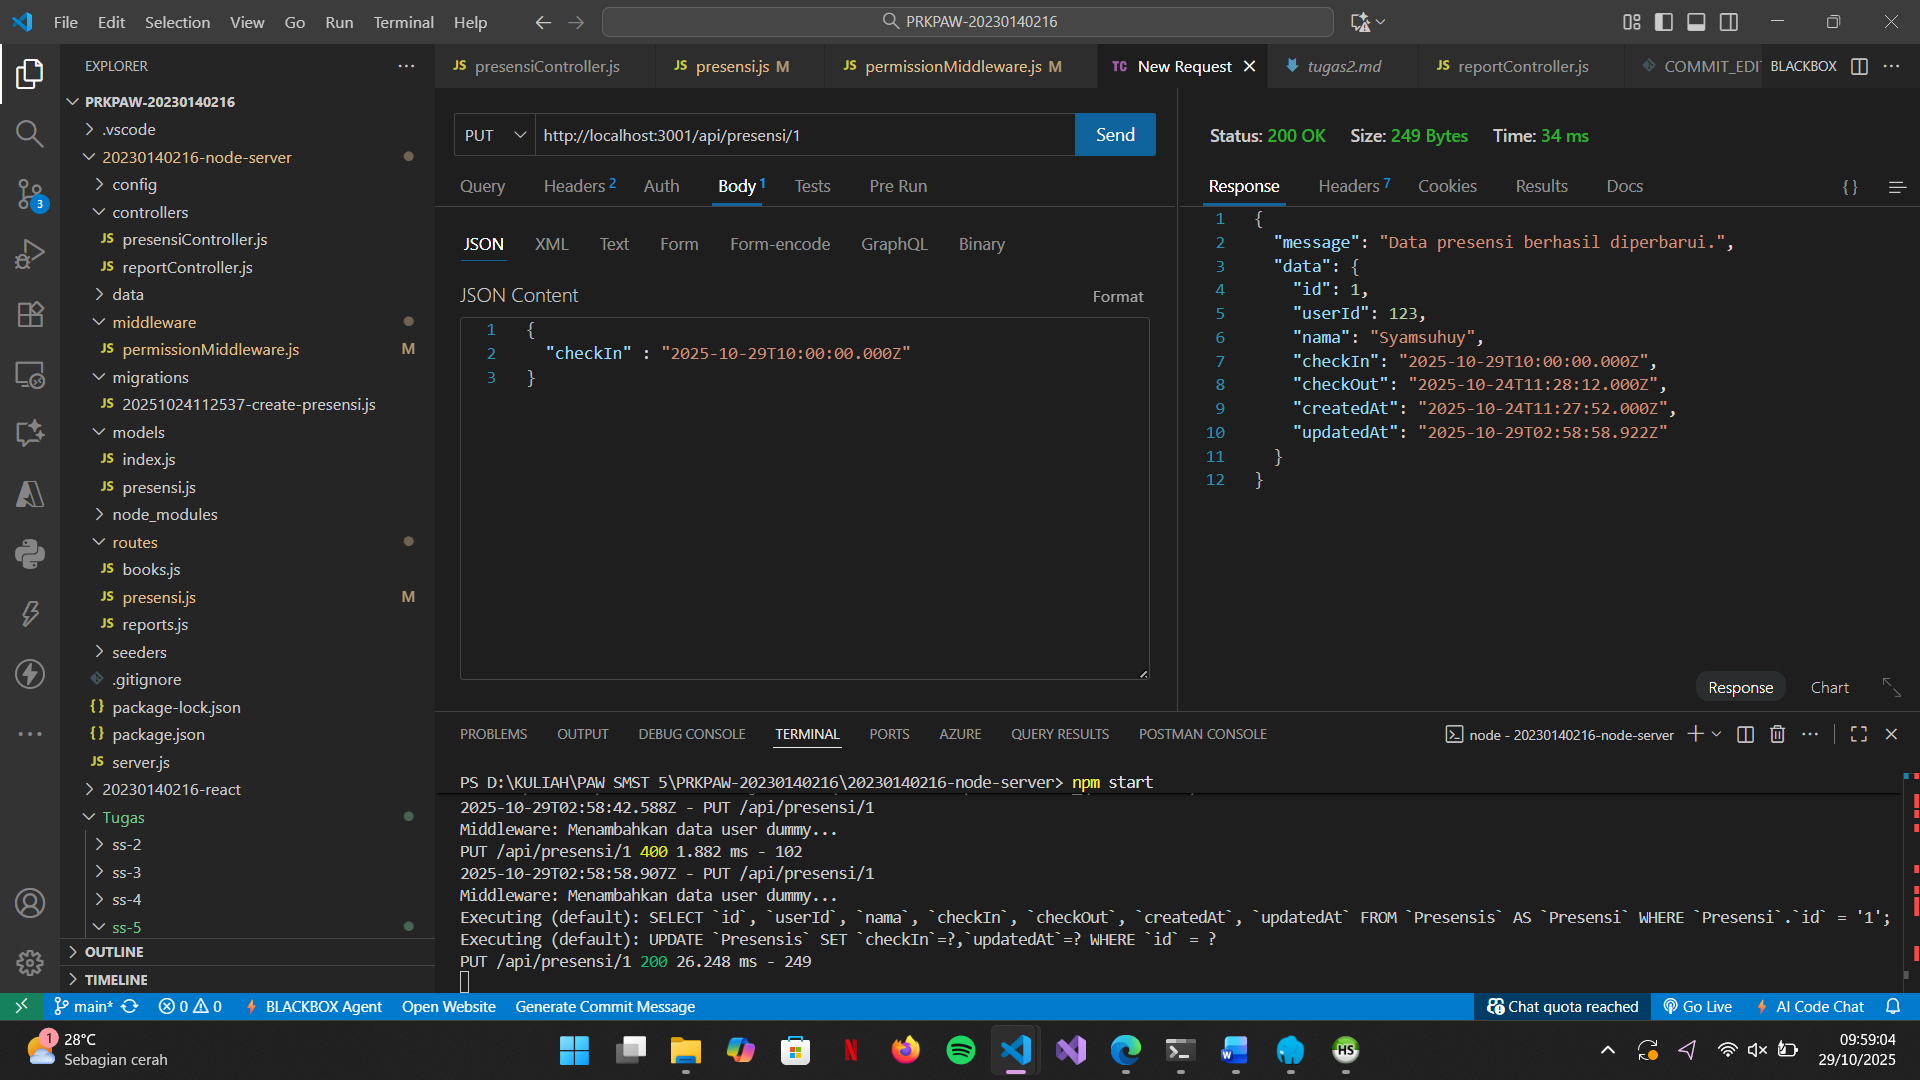 File Edit Selection View Go Run Terminal Help
PRKPAW-20230140216
EXPLORER
PRKPAW-20230140216
.vscode
20230140216-node-server
config
controllers
JS presensiController.js
JS reportController.js
data
middleware
JS permissionMiddleware.js M
migrations
JS 20251024112537-create-presensi.js
models
JS index.js
JS presensi.js
node_modules
routes
JS books.js
JS presensi.js M
JS reports.js
seeders
.gitignore
{} package-lock.json
{} package.json
JS server.js
20230140216-react
Tugas
ss-2
ss-3
ss-4
ss-5
OUTLINE
TIMELINE
3
JS presensiController.js JS presensi.js M JS permissionMiddleware.js M TC New Request tugas2.md JS reportController.js COMMIT_EDI BLACKBOX
PUT http://localhost:3001/api/presensi/1 Send
Query Headers 2 Auth Body 1 Tests Pre Run
JSON XML Text Form Form-encode GraphQL Binary
JSON Content Format
1 {
2 "checkIn" : "2025-10-29T10:00:00.000Z"
3 }
Status: 200 OK Size: 249 Bytes Time: 34 ms
Response Headers 7 Cookies Results Docs {}
1 {
2 "message": "Data presensi berhasil diperbarui.",
3 "data": {
4 "id": 1,
5 "userId": 123,
6 "nama": "Syamsuhuy",
7 "checkIn": "2025-10-29T10:00:00.000Z",
8 "checkOut": "2025-10-24T11:28:12.000Z",
9 "createdAt": "2025-10-24T11:27:52.000Z",
10 "updatedAt": "2025-10-29T02:58:58.922Z"
11 }
12 }
Response Chart
PROBLEMS OUTPUT DEBUG CONSOLE TERMINAL PORTS AZURE QUERY RESULTS POSTMAN CONSOLE node - 20230140216-node-server
PS D:\KULIAH\PAW SMST 5\PRKPAW-20230140216\20230140216-node-server> npm start
2025-10-29T02:58:42.588Z - PUT /api/presensi/1
Middleware: Menambahkan data user dummy...
PUT /api/presensi/1 400 1.882 ms - 102
2025-10-29T02:58:58.907Z - PUT /api/presensi/1
Middleware: Menambahkan data user dummy...
Executing (default): SELECT `id`, `userId`, `nama`, `checkIn`, `checkOut`, `createdAt`, `updatedAt` FROM `Presensis` AS `Presensi` WHERE `Presensi`.`id` = '1';
Executing (default): UPDATE `Presensis` SET `checkIn`=?,`updatedAt`=? WHERE `id` = ?
PUT /api/presensi/1 200 26.248 ms - 249
main* 0 0 BLACKBOX Agent Open Website Generate Commit Message Chat quota reached Go Live AI Code Chat
1 28°C
Sebagian cerah
N
W
HS
09:59:04
29/10/2025